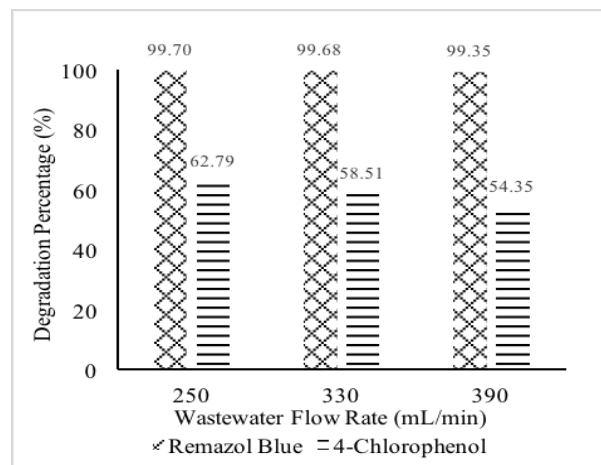 99.70 99.68 99.35
100
80
62.79
58.51
54.35
60
40
20
0
Degradation Percentage (%)
250 330 390
Wastewater Flow Rate (mL/min)
Remazol Blue 4-Chlorophenol